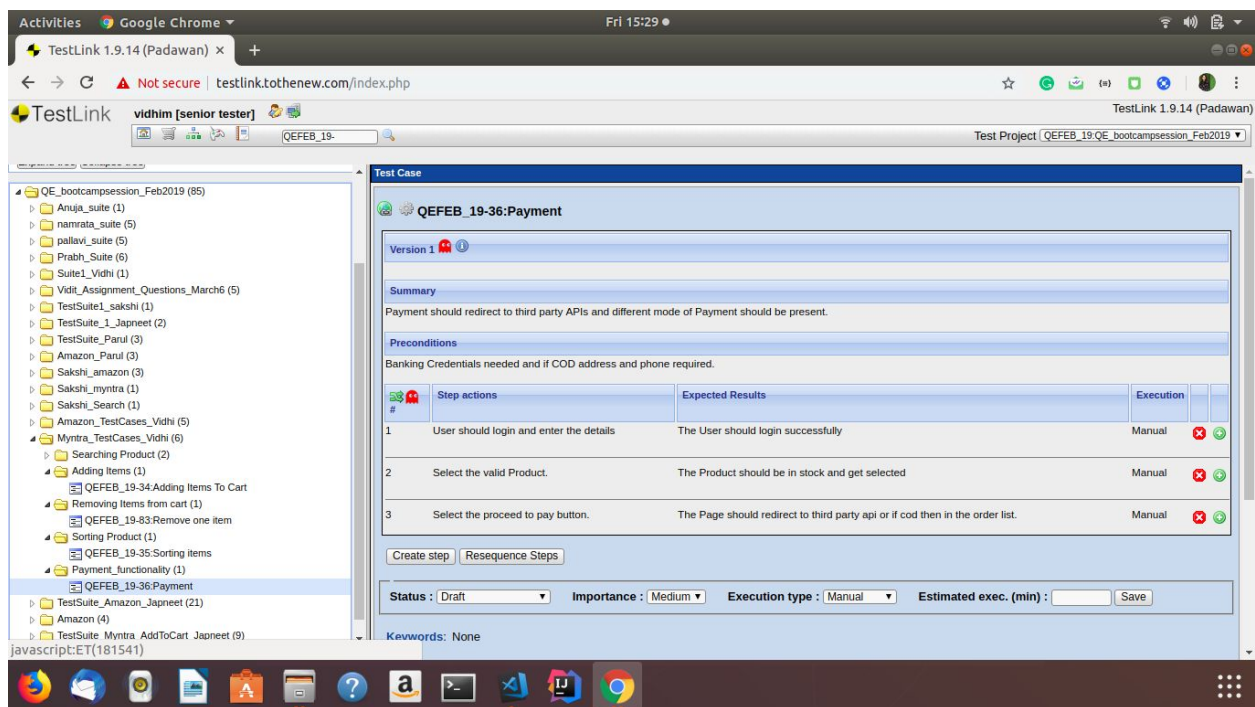 Activities Google Chrome ▾ Fri 15:29 ●
TestLink 1.9.14 (Padawan) × +
Not secure | testlink.tothenew.com/index.php
TestLink vidhim [senior tester] TestLink 1.9.14 (Padawan)
QEFEB_19- Test Project QEFEB_19:QE_bootcampsession_Feb2019 ▼
Test Case
QE_bootcampsession_Feb2019 (85)
Anuja_suite (1)
namrata_suite (5)
pallavi_suite (5)
Prabh_Suite (6)
Suite1_Vidhi (1)
Vidit_Assignment_Questions_March6 (5)
TestSuite1_sakshi (1)
TestSuite_1_Japneet (2)
TestSuite_Parul (3)
Amazon_Parul (3)
Sakshi_amazon (3)
Sakshi_myntra (1)
Sakshi_Search (1)
Amazon_TestCases_Vidhi (5)
Myntra_TestCases_Vidhi (6)
Searching Product (2)
Adding Items (1)
QEFEB_19-34:Adding Items To Cart
Removing Items from cart (1)
QEFEB_19-83:Remove one item
Sorting Product (1)
QEFEB_19-35:Sorting items
Payment_functionality (1)
QEFEB_19-36:Payment
TestSuite_Amazon_Japneet (21)
Amazon (4)
TestSuite_Myntra_AddToCart_Japneet (9)
javascript:ET(181541)
QEFEB_19-36:Payment
Version 1
Summary
Payment should redirect to third party APIs and different mode of Payment should be present.
Preconditions
Banking Credentials needed and if COD address and phone required.
# Step actions Expected Results Execution
1 User should login and enter the details The User should login successfully Manual
2 Select the valid Product. The Product should be in stock and get selected Manual
3 Select the proceed to pay button. The Page should redirect to third party api or if cod then in the order list. Manual
Create step Resequence Steps
Status : Draft ▼ Importance : Medium ▼ Execution type : Manual ▼ Estimated exec. (min) : Save
Keywords: None